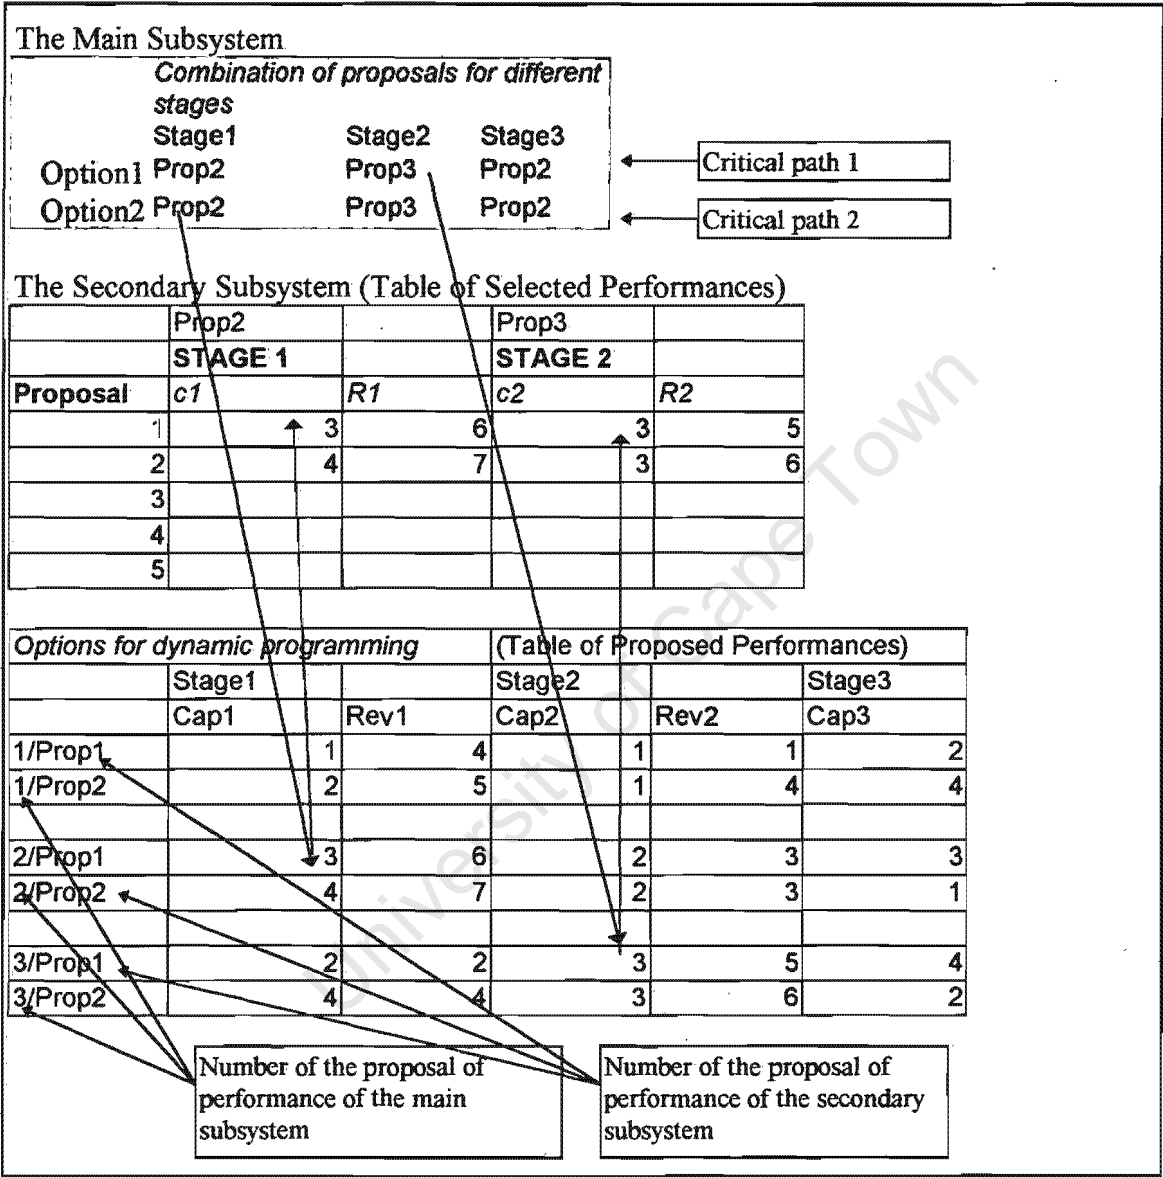 The Main Subsystem
Combination of proposals for different
stages
Stage1 Stage2 Stage3
Option1 Prop2 Prop3 Prop2
Option2 Prop2 Prop3 Prop2
Critical path 1
Critical path 2
The Secondary Subsystem (Table of Selected Performances)
Prop2 Prop3
STAGE 1 STAGE 2
Proposal c1 R1 c2 R2
1 3 6 3 5
2 4 7 3 6
3
4
5
Options for dynamic programming (Table of Proposed Performances)
Stage1 Stage2 Stage3
Cap1 Rev1 Cap2 Rev2 Cap3
1/Prop1 1 4 1 1 2
1/Prop2 2 5 1 4 4
2/Prop1 3 6 2 3 3
2/Prop2 4 7 2 3 1
3/Prop1 2 2 3 5 4
3/Prop2 4 4 3 6 2
Number of the proposal of
performance of the main
subsystem
Number of the proposal of
performance of the secondary
subsystem
University of Cape Town